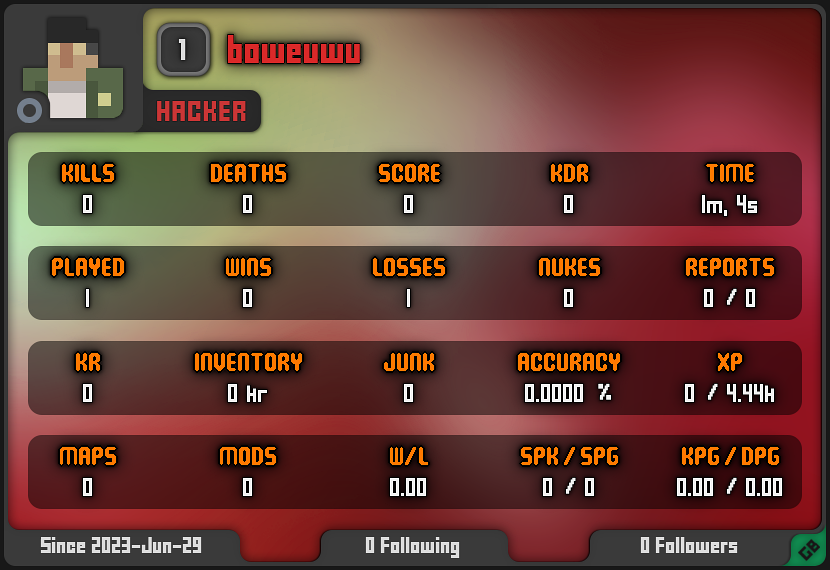 1 boweuwu
HACKER
KILLS DEATHS SCORE KDR TIME
0 0 0 0 1m, 4s
PLAYED WINS LOSSES NUKES REPORTS
1 0 1 0 0 / 0
KR INVENTORY JUNK ACCURACY XP
0 0 kr 0 0.0000 % 0 / 4.44k
MAPS MODS W/L SPK / SPG KPG / DPG
0 0 0.00 0 / 0 0.00 / 0.00
Since 2023-Jun-29 0 Following 0 Followers
GB